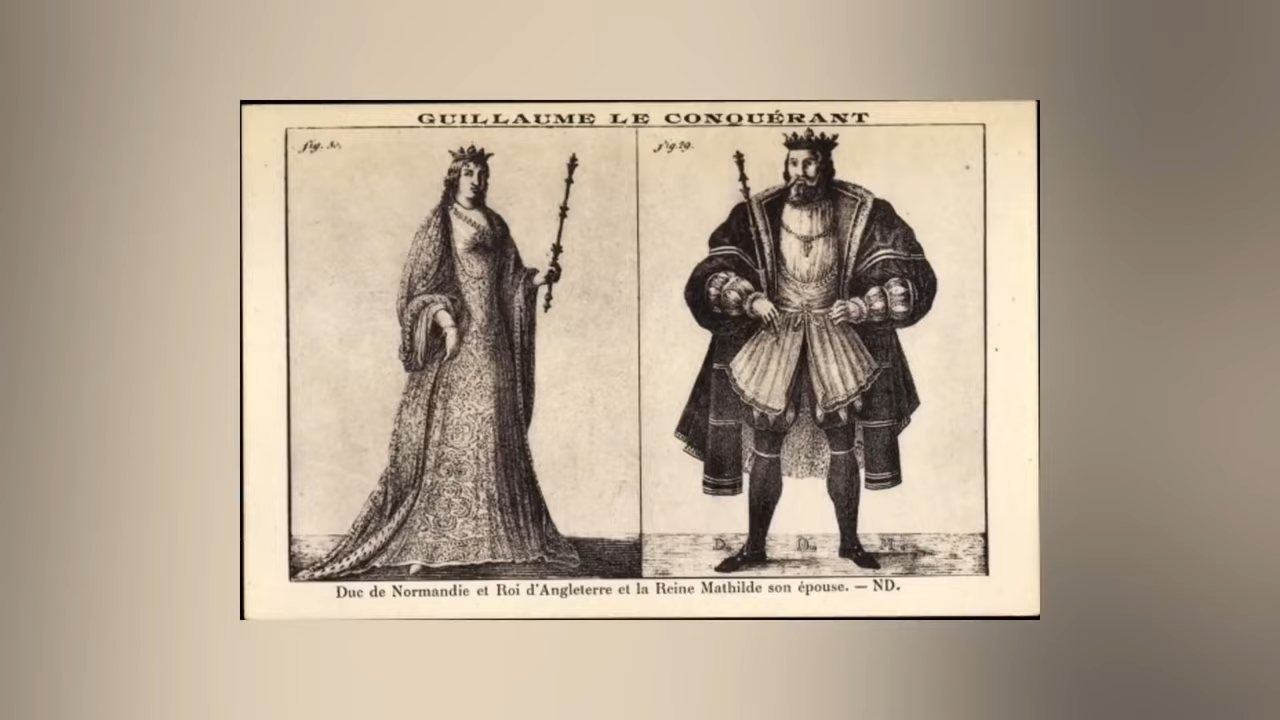 GUILLAUME LE CONQUÉRANT
fig. 30.
fig. 29.
D. D. M
Duc de Normandie et Roi d'Angleterre et la Reine Mathilde son épouse. — ND.